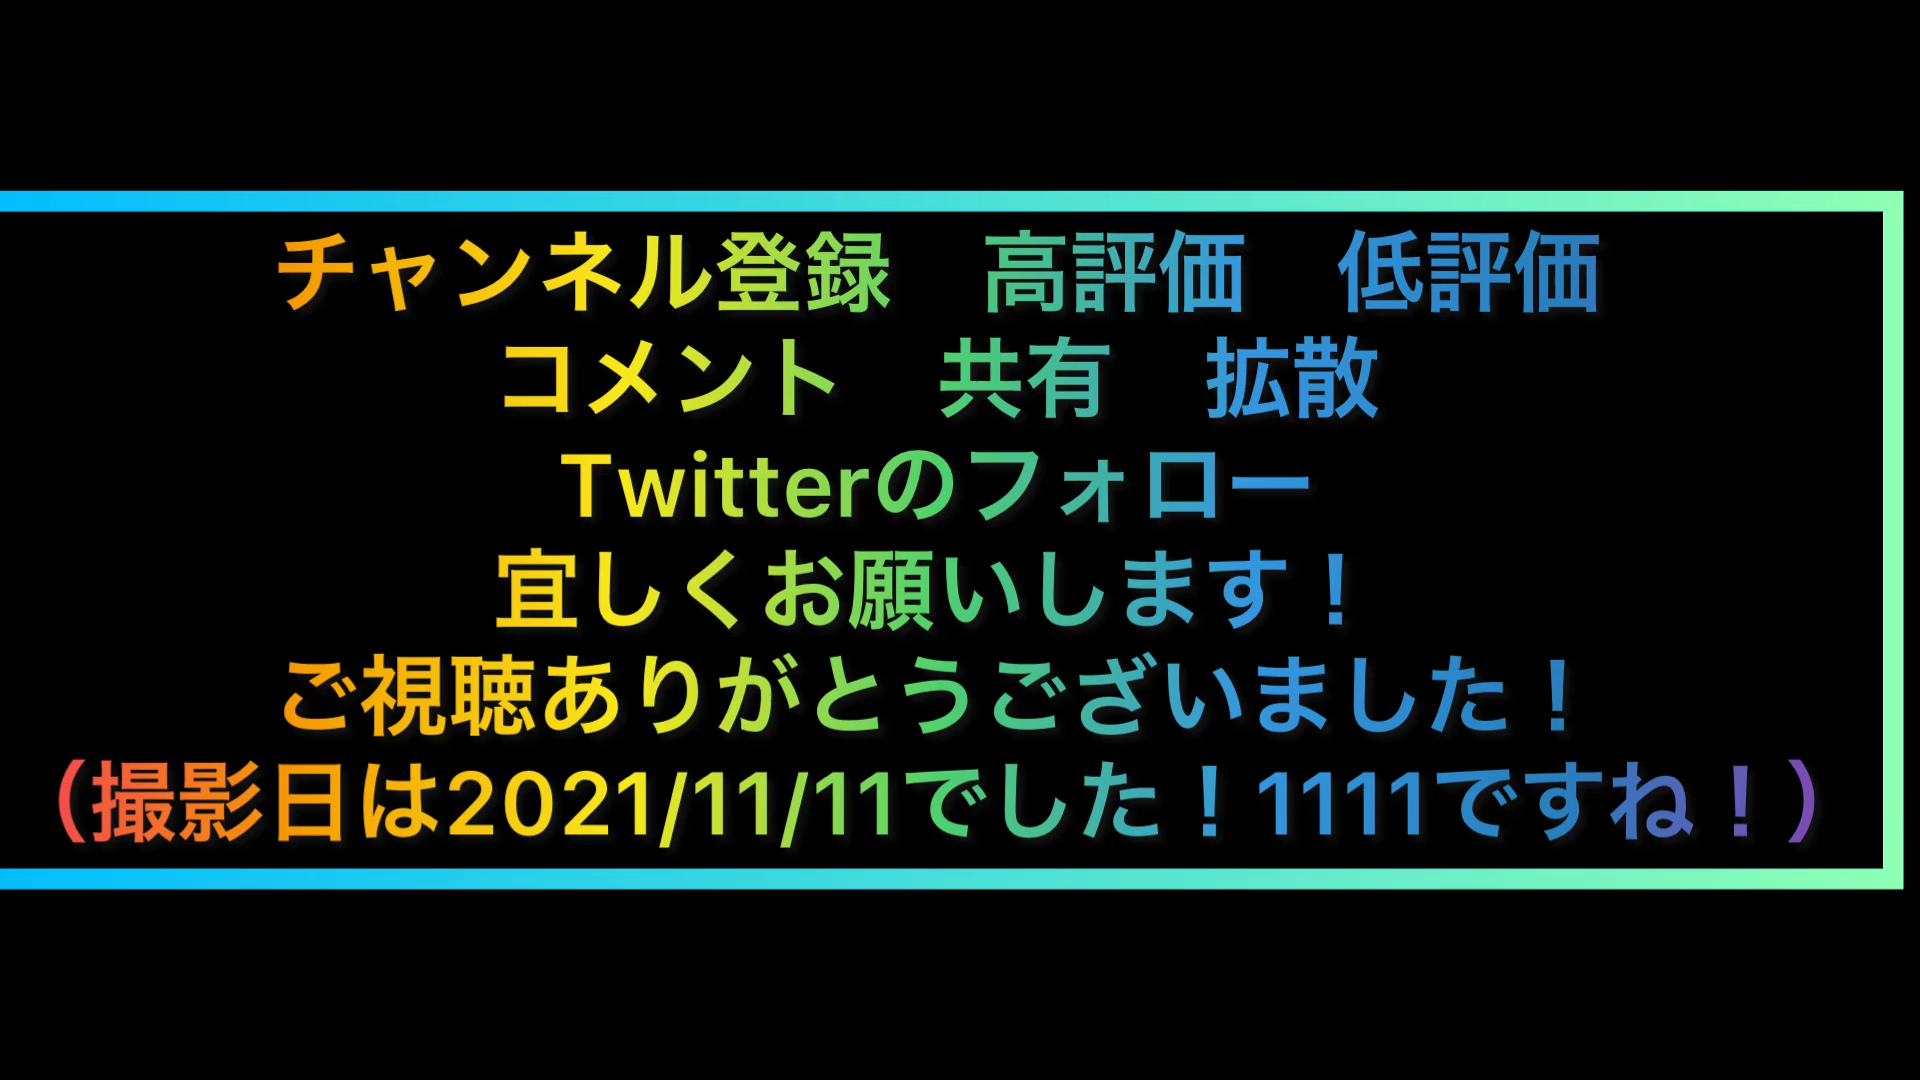 チャンネル登録　高評価　低評価
コメント　共有　拡散
Twitterのフォロー
宜しくお願いします！
ご視聴ありがとうございました！
（撮影日は2021/11/11でした！1111ですね！）